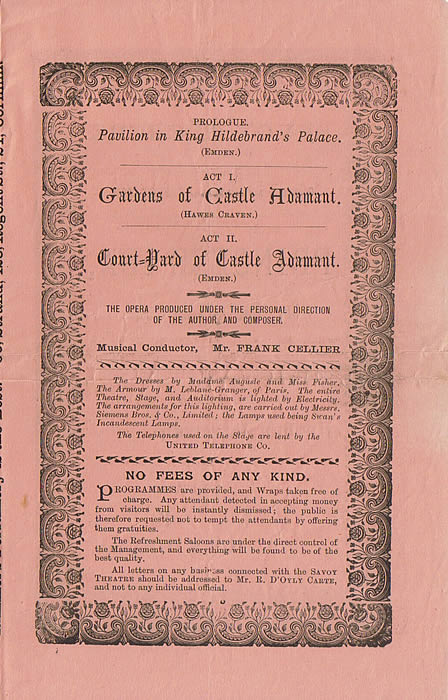 PROLOGUE.
Pavilion in King Hildebrand's Palace.
(EMDEN.)
ACT I.
Gardens of Castle Adamant.
(HAWES CRAVEN.)
ACT II.
Court=Yard of Castle Adamant.
(EMDEN.)
THE OPERA PRODUCED UNDER THE PERSONAL DIRECTION
OF THE AUTHOR AND COMPOSER.
Musical Conductor, Mr. FRANK CELLIER
The Dresses by Madame Auguste and Miss Fisher.
The Armour by M. Leblanc-Granger, of Paris. The entire
Theatre, Stage, and Auditorium is lighted by Electricity.
The arrangements for this lighting, are carried out by Messrs.
Siemens Bros. & Co., Limited; the Lamps used being Swan's
Incandescent Lamps.
The Telephones used on the Stage are lent by the
UNITED TELEPHONE CO.
NO FEES OF ANY KIND.
PROGRAMMES are provided, and Wraps taken free of
charge. Any attendant detected in accepting money
from visitors will be instantly dismissed; the public is
therefore requested not to tempt the attendants by offering
them gratuities.
The Refreshment Saloons are under the direct control of
the Management, and everything will be found to be of the
best quality.
All letters on any business connected with the SAVOY
THEATRE should be addressed to Mr. R. D'OYLY CARTE,
and not to any individual official.